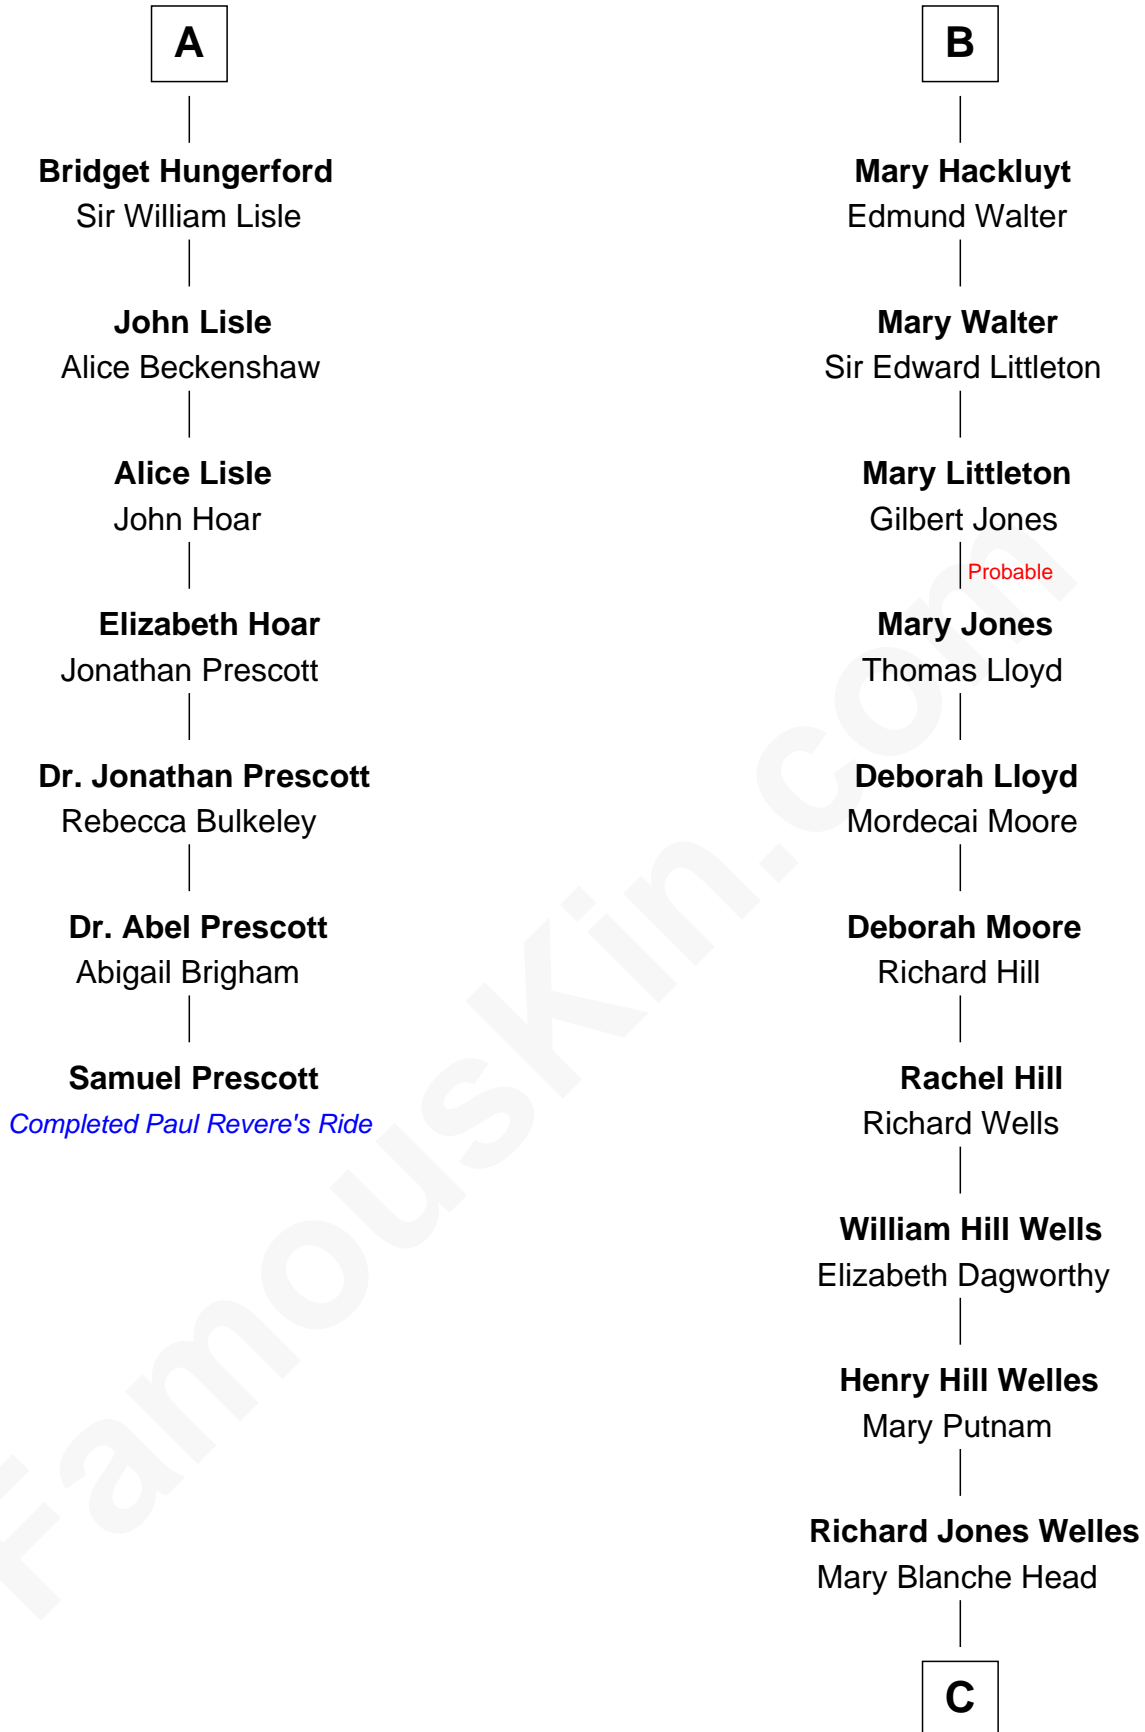 A
Bridget Hungerford
Sir William Lisle
John Lisle
Alice Beckenshaw
Alice Lisle
John Hoar
Elizabeth Hoar
Jonathan Prescott
Dr. Jonathan Prescott
Rebecca Bulkeley
Dr. Abel Prescott
Abigail Brigham
Samuel Prescott
Completed Paul Revere's Ride
B
Mary Hackluyt
Edmund Walter
Mary Walter
Sir Edward Littleton
Mary Littleton
Gilbert Jones
Probable
Mary Jones
Thomas Lloyd
Deborah Lloyd
Mordecai Moore
Deborah Moore
Richard Hill
Rachel Hill
Richard Wells
William Hill Wells
Elizabeth Dagworthy
Henry Hill Welles
Mary Putnam
Richard Jones Welles
Mary Blanche Head
C
FamousKin.com